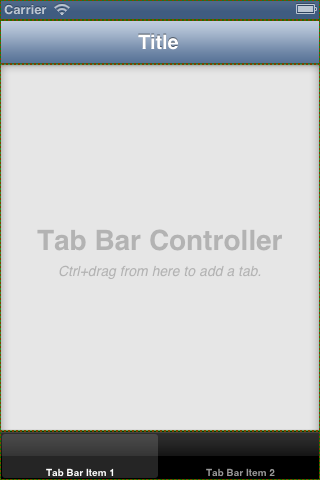 Carrier
Title
Tab Bar Controller
Ctrl+drag from here to add a tab.
Tab Bar Item 1
Tab Bar Item 2